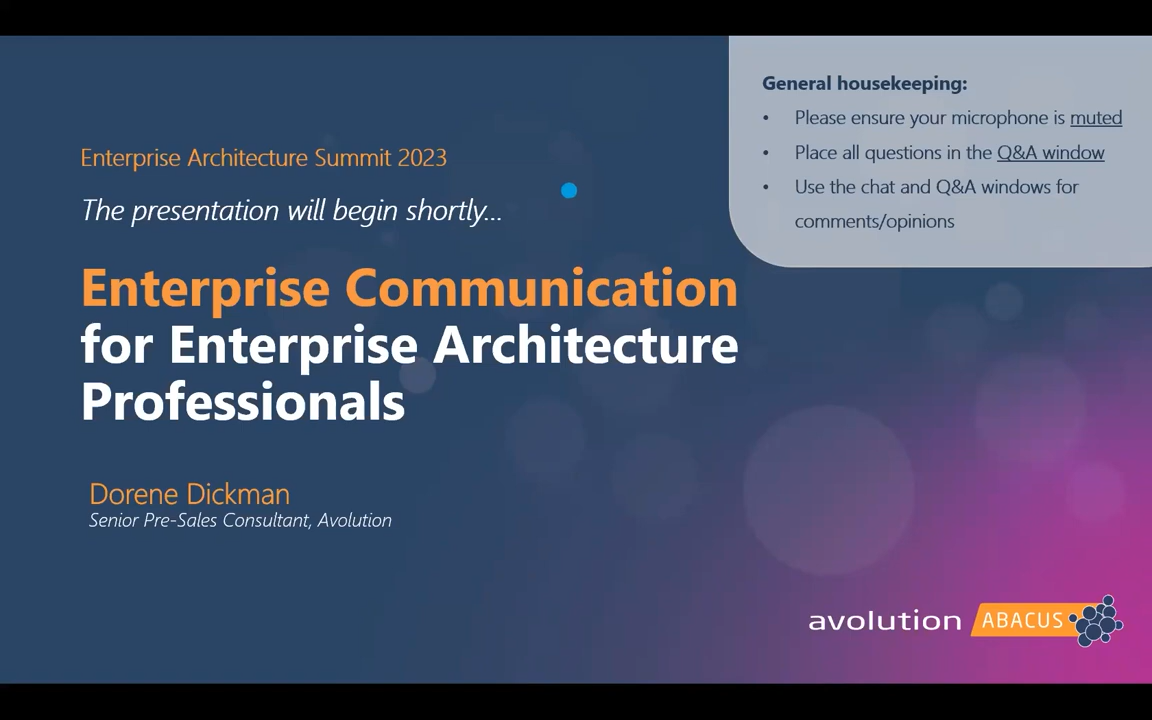 General housekeeping:
• Please ensure your microphone is muted
• Place all questions in the Q&A window
• Use the chat and Q&A windows for
comments/opinions
Enterprise Architecture Summit 2023
The presentation will begin shortly...
Enterprise Communication
for Enterprise Architecture
Professionals
Dorene Dickman
Senior Pre-Sales Consultant, Avolution
avolution ABACUS